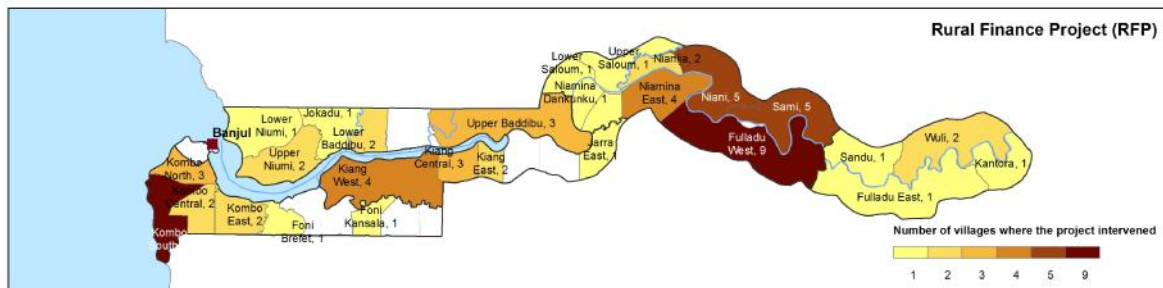 Rural Finance Project (RFP)
Lower
Saloum, 1
Upper
Saloum, 1
Nianija, 2
Niamina
Dankunku, 1
Niamina
East, 4
Niani, 5
Sami, 5
Jokadu, 1
Lower
Niumi, 1
Banjul
Upper
Niumi, 2
Lower
Baddibu, 2
Upper Baddibu, 3
Kiang
Central, 3
Kiang
East, 2
Jarra
East, 1
Fulladu
West, 9
Wuli, 2
Sandu, 1
Kantora, 1
Fulladu East, 1
Kombo
North, 3
Kombo
Central, 2
Kombo
East, 2
Kombo
Kiang
West, 4
Foni
Brefet, 1
Foni
Kansala, 1
Number of villages where the project intervened
1 2 3 4 5 9